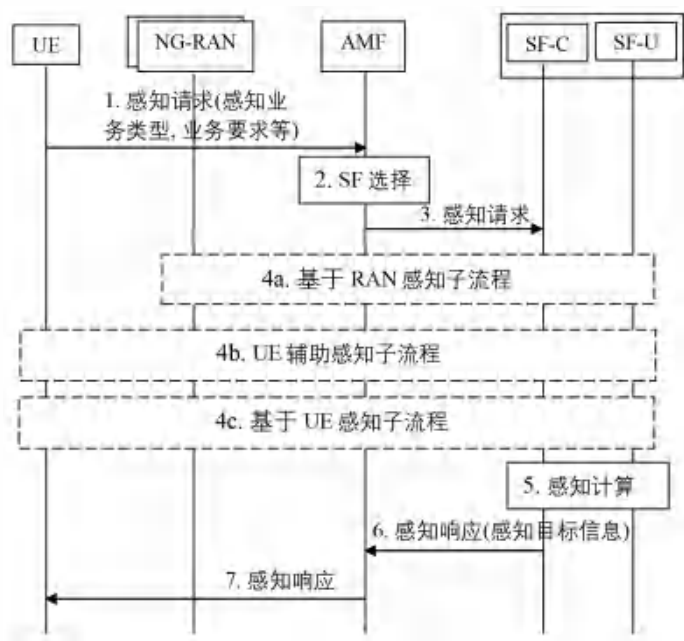 UE
NG-RAN
AMF
SF-C
SF-U
1. 感知请求(感知业
务类型, 业务要求等)
2. SF 选择
3. 感知请求
4a. 基于 RAN 感知子流程
4b. UE 辅助感知子流程
4c. 基于 UE 感知子流程
5. 感知计算
6. 感知响应(感知目标信息)
7. 感知响应